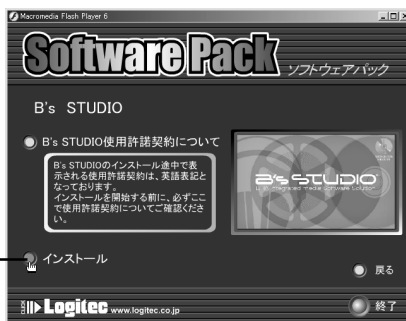 Macromedia Flash Player 6
Software Pack
ソフトウェアパック
B's STUDIO
B's STUDIO使用許諾契約について
B's STUDIOのインストール途中で表
示される使用許諾契約は、英語表記と
なっております。
インストールを開始する前に、必ずここ
で使用許諾契約についてご確認くださ
い。
B's STUDIO
インストール
戻る
Logitec www.logitec.co.jp
終了